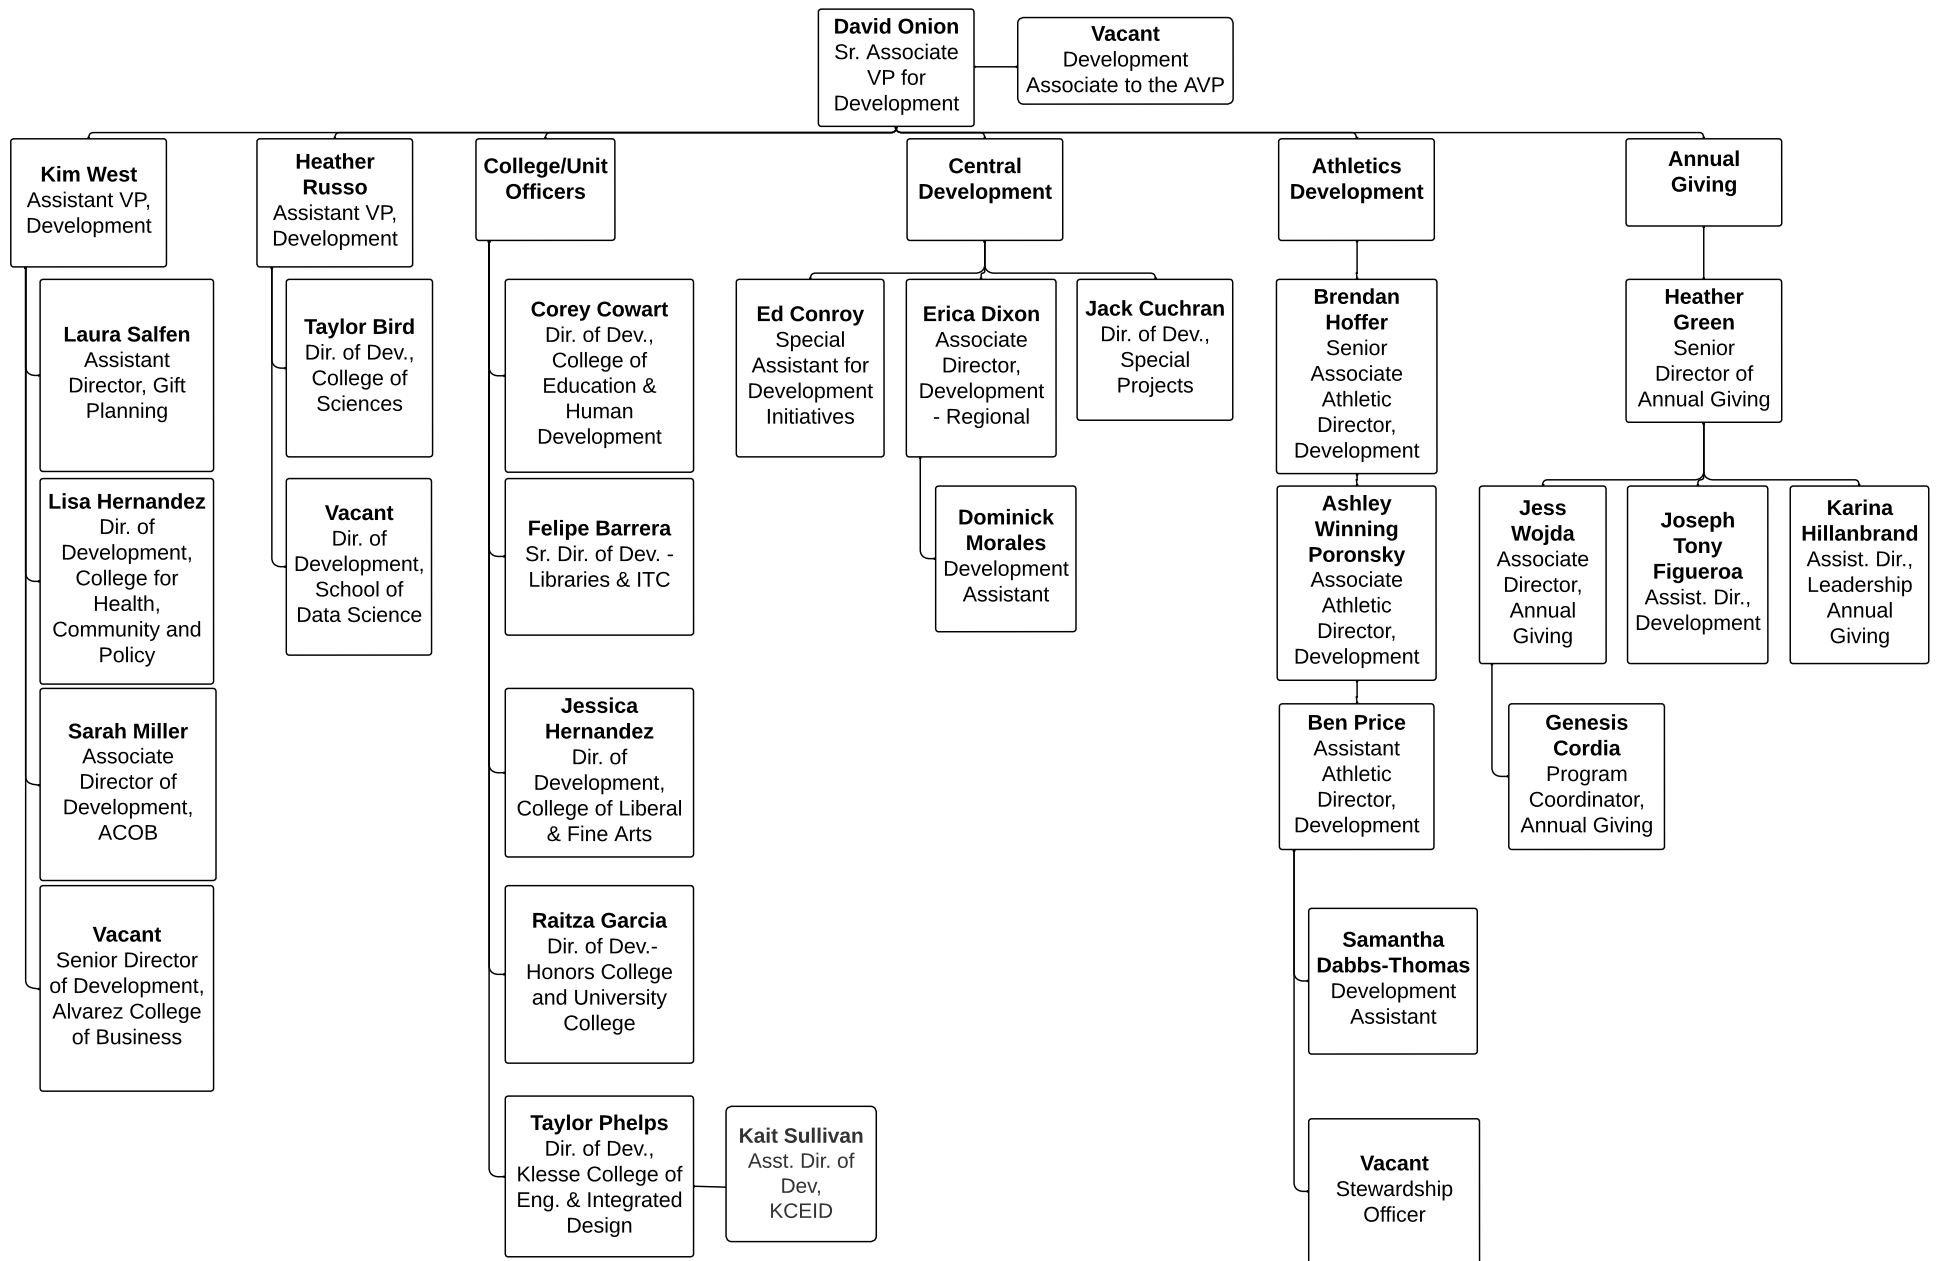 David Onion
Sr. Associate
VP for
Development
Vacant
Development
Associate to the AVP
Kim West
Assistant VP,
Development
Heather
Russo
Assistant VP,
Development
College/Unit
Officers
Central
Development
Athletics
Development
Annual
Giving
Laura Salfen
Assistant
Director, Gift
Planning
Lisa Hernandez
Dir. of
Development,
College for
Health,
Community and
Policy
Sarah Miller
Associate
Director of
Development,
ACOB
Vacant
Senior Director
of Development,
Alvarez College
of Business
Taylor Bird
Dir. of Dev.,
College of
Sciences
Vacant
Dir. of
Development,
School of
Data Science
Corey Cowart
Dir. of Dev.,
College of
Education &
Human
Development
Felipe Barrera
Sr. Dir. of Dev. -
Libraries & ITC
Jessica
Hernandez
Dir. of
Development,
College of Liberal
& Fine Arts
Raitza Garcia
Dir. of Dev.-
Honors College
and University
College
Taylor Phelps
Dir. of Dev.,
Klesse College of
Eng. & Integrated
Design
Kait Sullivan
Asst. Dir. of
Dev,
KCEID
Ed Conroy
Special
Assistant for
Development
Initiatives
Erica Dixon
Associate
Director,
Development
- Regional
Jack Cuchran
Dir. of Dev.,
Special
Projects
Dominick
Morales
Development
Assistant
Brendan
Hoffer
Senior
Associate
Athletic
Director,
Development
Ashley
Winning
Poronsky
Associate
Athletic
Director,
Development
Ben Price
Assistant
Athletic
Director,
Development
Samantha
Dabbs-Thomas
Development
Assistant
Vacant
Stewardship
Officer
Heather
Green
Senior
Director of
Annual Giving
Jess
Wojda
Associate
Director,
Annual
Giving
Joseph
Tony
Figueroa
Assist. Dir.,
Development
Karina
Hillanbrand
Assist. Dir.,
Leadership
Annual
Giving
Genesis
Cordia
Program
Coordinator,
Annual Giving